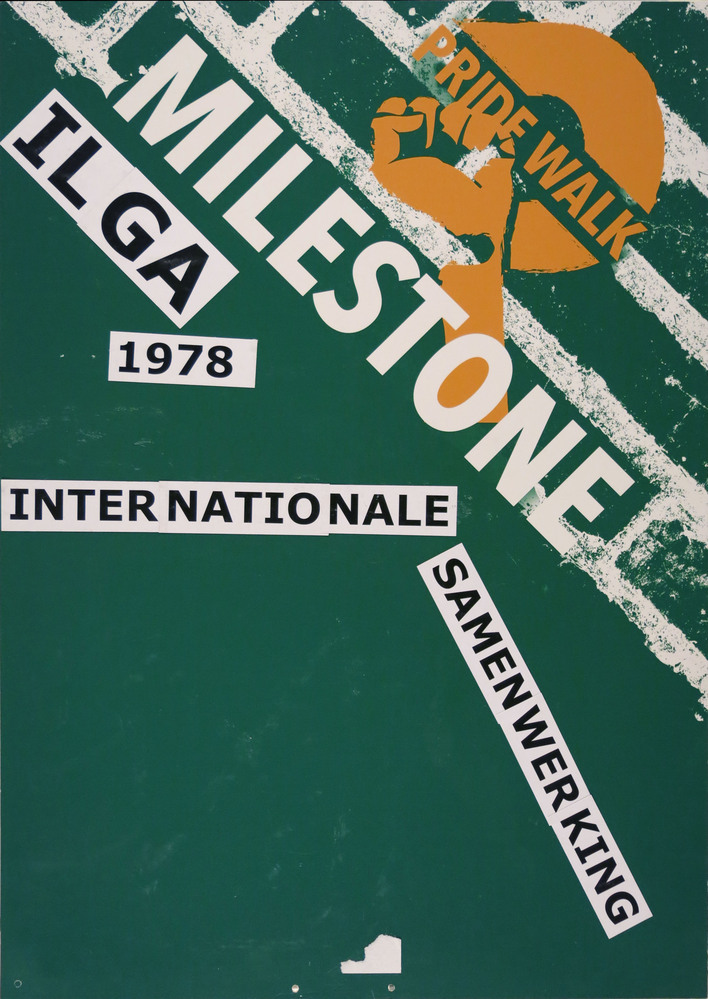 PRIDE WALK
MILESTONE
ILGA
1978
INTERNATIONALE
SAMENWERKING